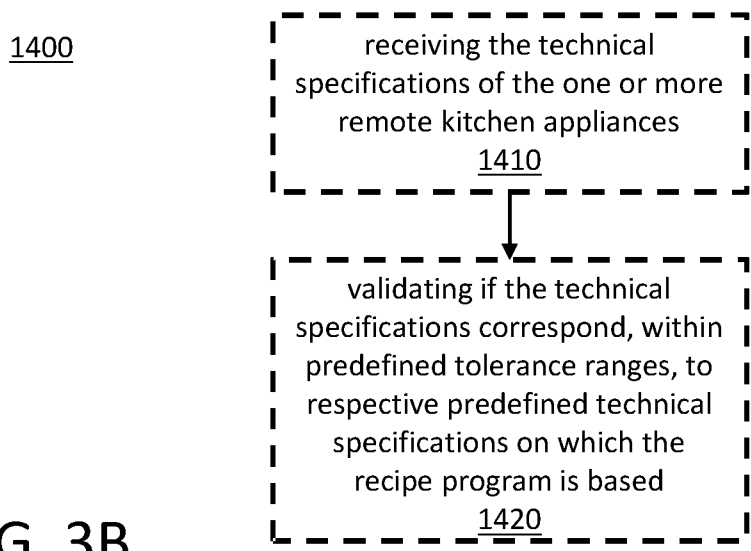 1400
receiving the technical
specifications of the one or more
remote kitchen appliances
1410
validating if the technical
specifications correspond, within
predefined tolerance ranges, to
respective predefined technical
specifications on which the
recipe program is based
1420
G. 3B